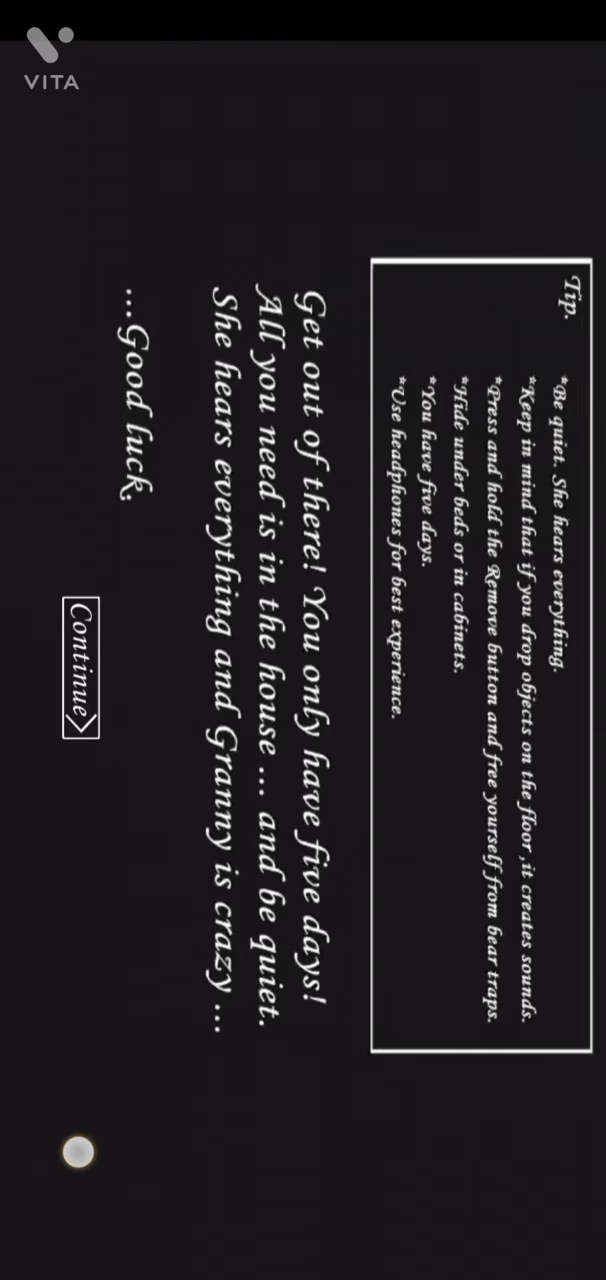 VITA
Tip.
*Be quiet. She hears everything.
*Keep in mind that if you drop objects on the floor ,it creates sounds.
*Press and hold the Remove button and free yourself from bear traps.
*Hide under beds or in cabinets.
*You have five days.
*Use headphones for best experience.
Get out of there! You only have five days!
All you need is in the house ... and be quiet.
She hears everything and Granny is crazy ...
...Good luck.
Continue